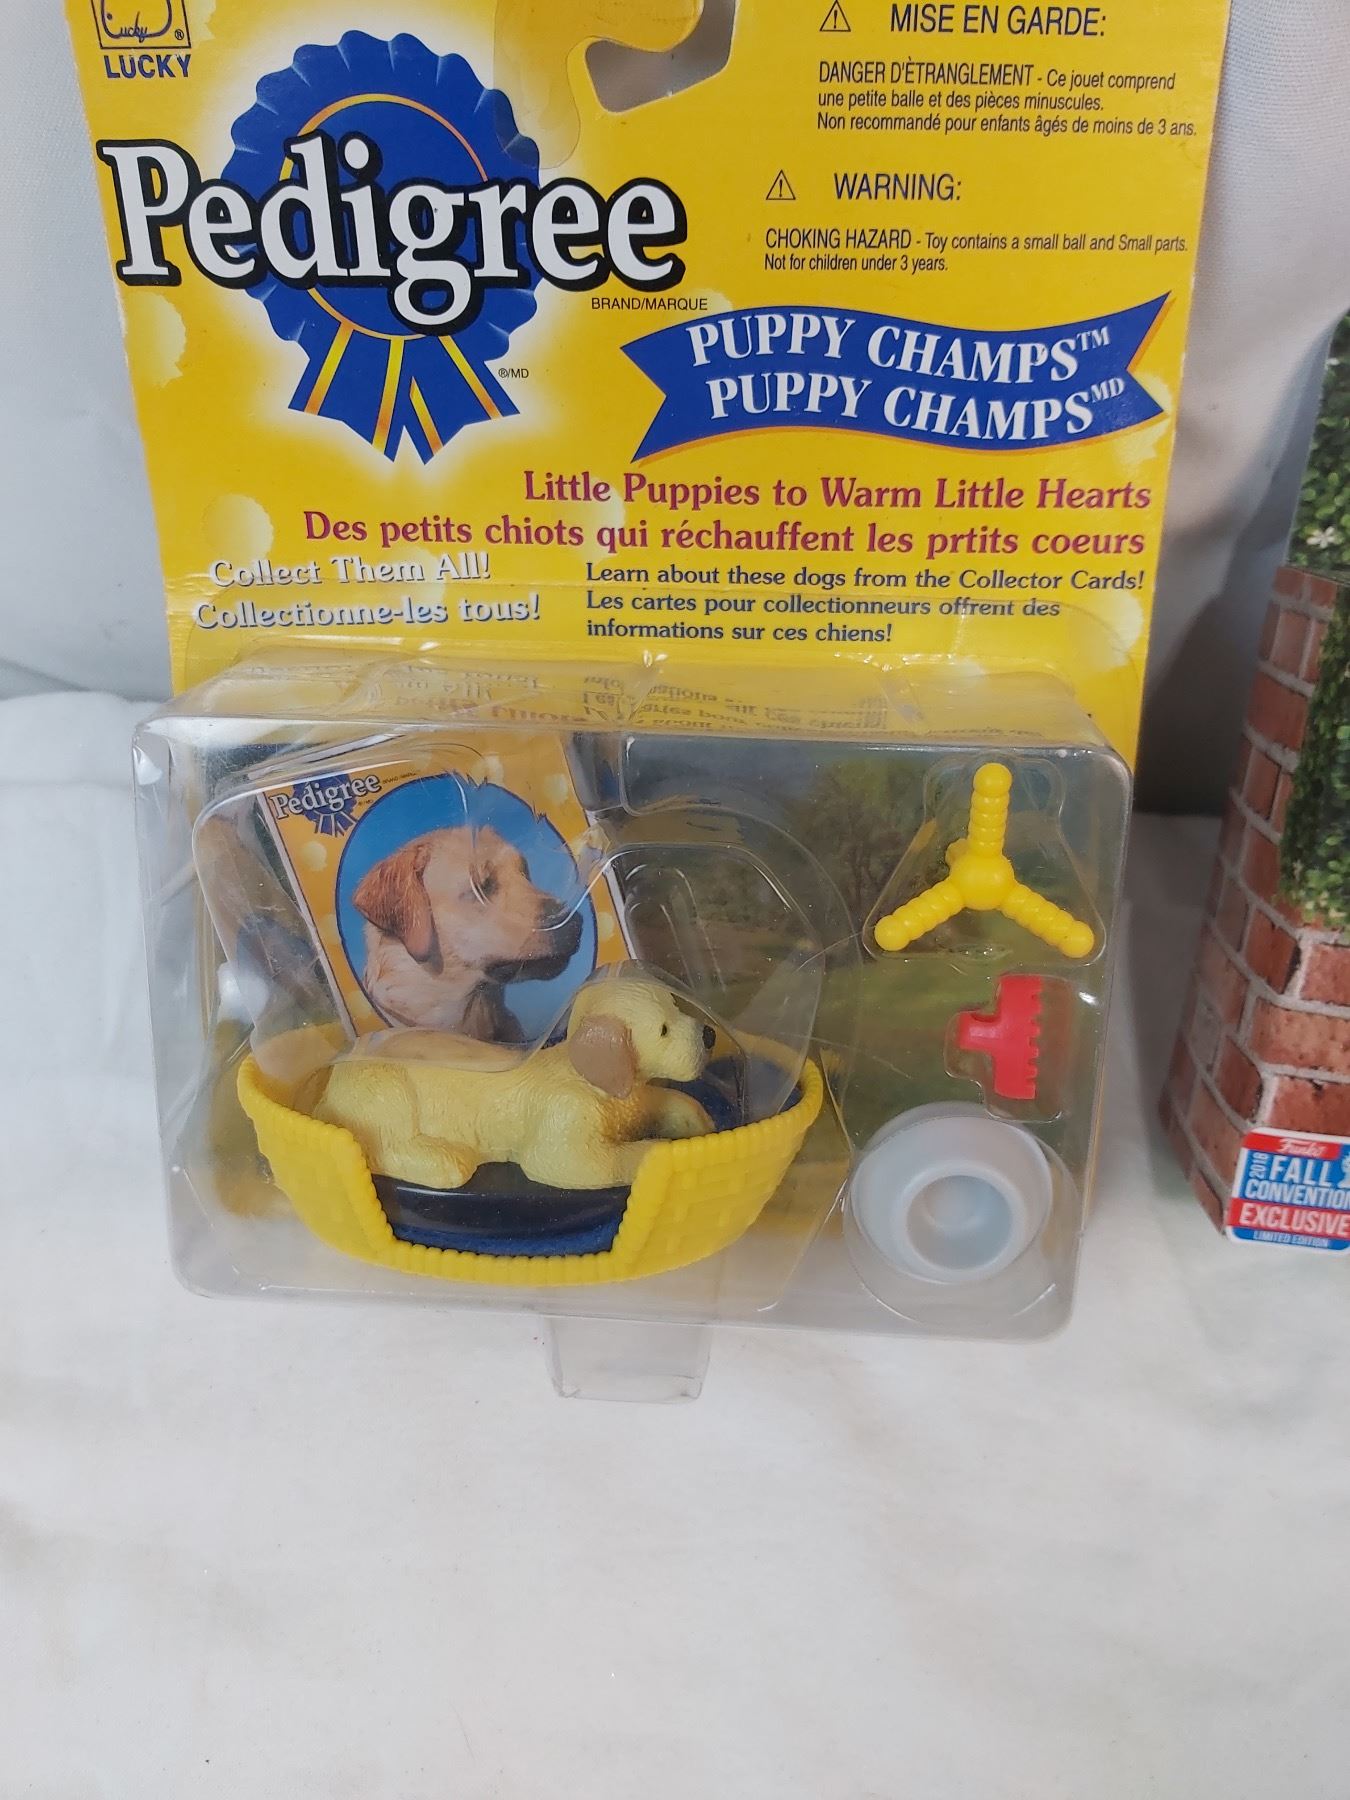 Lucky ®
LUCKY
Pedigree
BRAND/MARQUE
®/MD
⚠ MISE EN GARDE:
DANGER D'ÈTRANGLEMENT - Ce jouet comprend
une petite balle et des pièces minuscules.
Non recommandé pour enfants âgés de moins de 3 ans.
⚠ WARNING:
CHOKING HAZARD - Toy contains a small ball and Small parts.
Not for children under 3 years.
PUPPY CHAMPS™
PUPPY CHAMPS MD
Little Puppies to Warm Little Hearts
Des petits chiots qui réchauffent les prtits coeurs
Collect Them All!
Collectionne-les tous!
Learn about these dogs from the Collector Cards!
Les cartes pour collectionneurs offrent des
informations sur ces chiens!
Pedigree
Funko
2018
FALL
CONVENTION
EXCLUSIVE
LIMITED EDITION